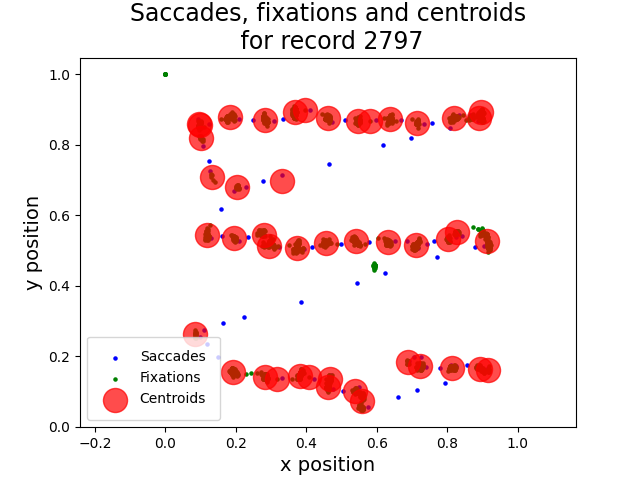 Saccades, fixations and centroids
for record 2797
1.0
0.8
0.6
0.4
0.2
0.0
y position
Saccades
Fixations
Centroids
−0.2 0.0 0.2 0.4 0.6 0.8 1.0
x position